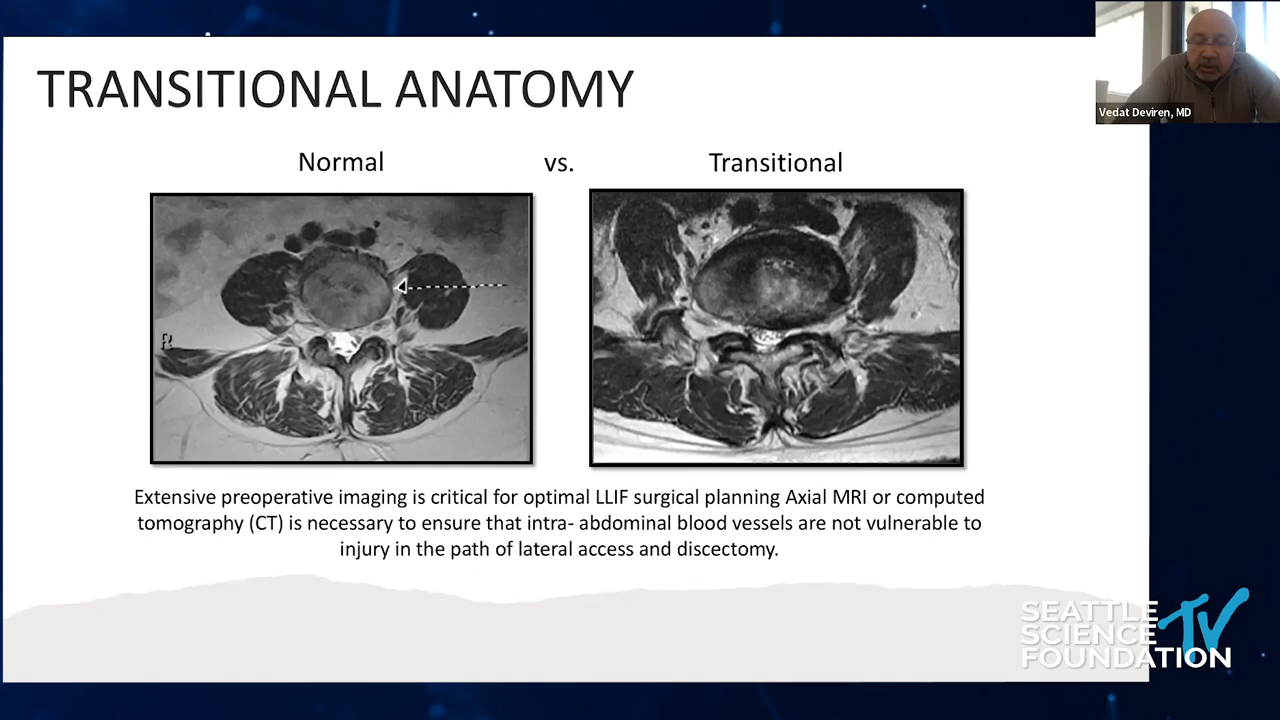 TRANSITIONAL ANATOMY
Normal vs. Transitional
R
Extensive preoperative imaging is critical for optimal LLIF surgical planning Axial MRI or computed
tomography (CT) is necessary to ensure that intra- abdominal blood vessels are not vulnerable to
injury in the path of lateral access and discectomy.
Vedat Deviren, MD
SEATTLE
SCIENCE
FOUNDATION
TV